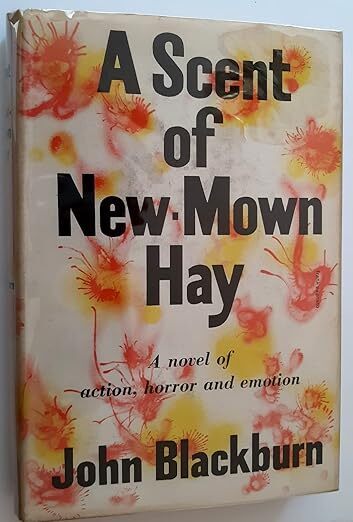 A Scent
of
New·Mown
Hay
A novel of
action, horror and emotion
John Blackburn